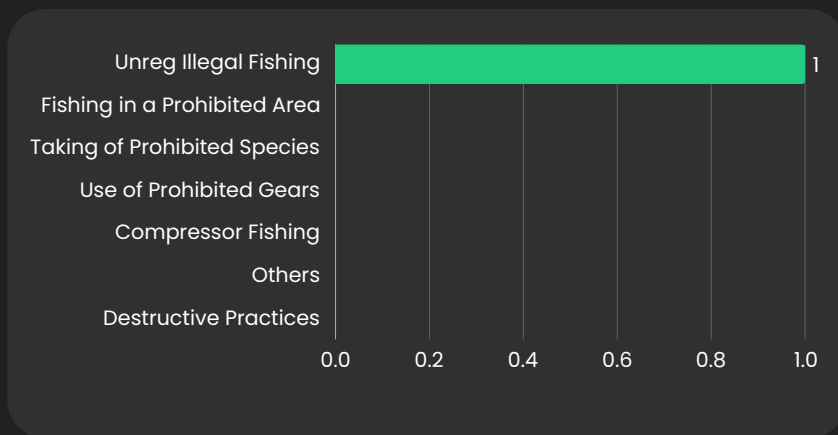 Unreg Illegal Fishing
1
Fishing in a Prohibited Area
Taking of Prohibited Species
Use of Prohibited Gears
Compressor Fishing
Others
Destructive Practices
0.0 0.2 0.4 0.6 0.8 1.0